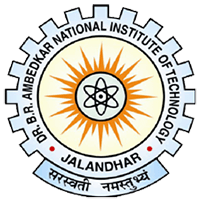 DR. B.R. AMBEDKAR NATIONAL INSTITUTE OF TECHNOLOGY
· JALANDHAR ·
सरस्वती नमस्तुभ्यं